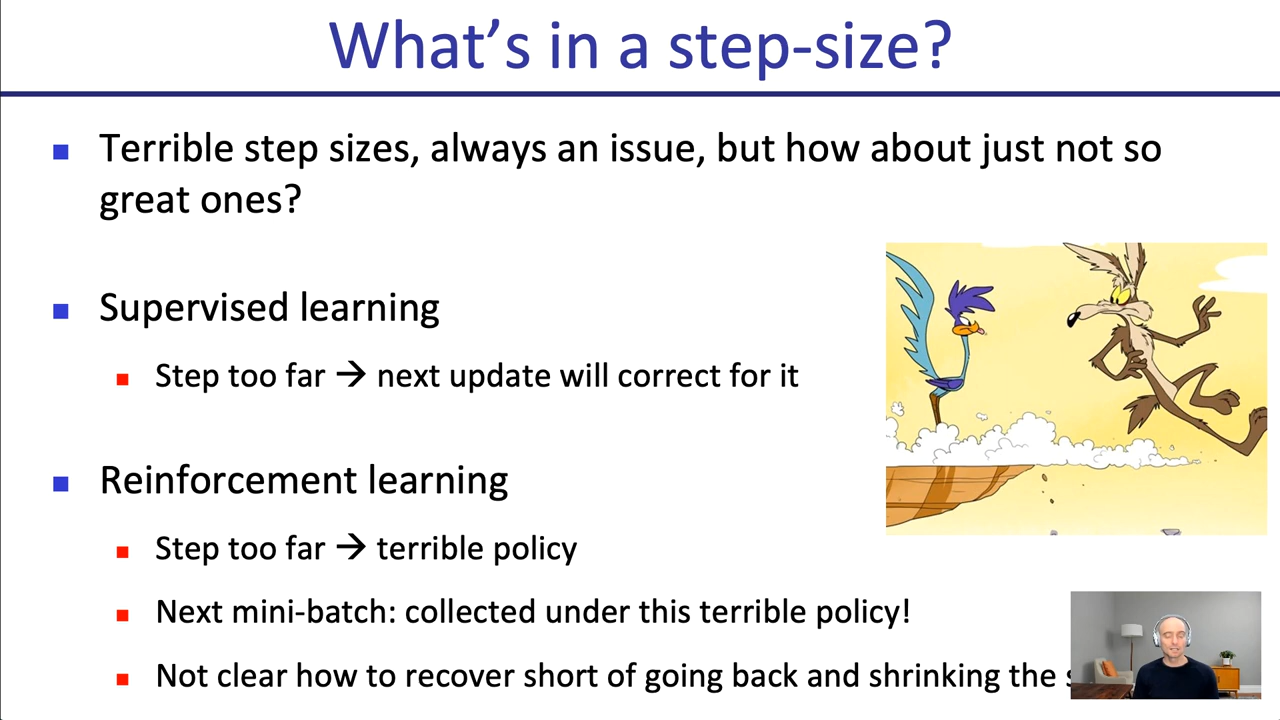 What's in a step-size?
Terrible step sizes, always an issue, but how about just not so
great ones?
Supervised learning
Step too far → next update will correct for it
Reinforcement learning
Step too far → terrible policy
Next mini-batch: collected under this terrible policy!
Not clear how to recover short of going back and shrinking the